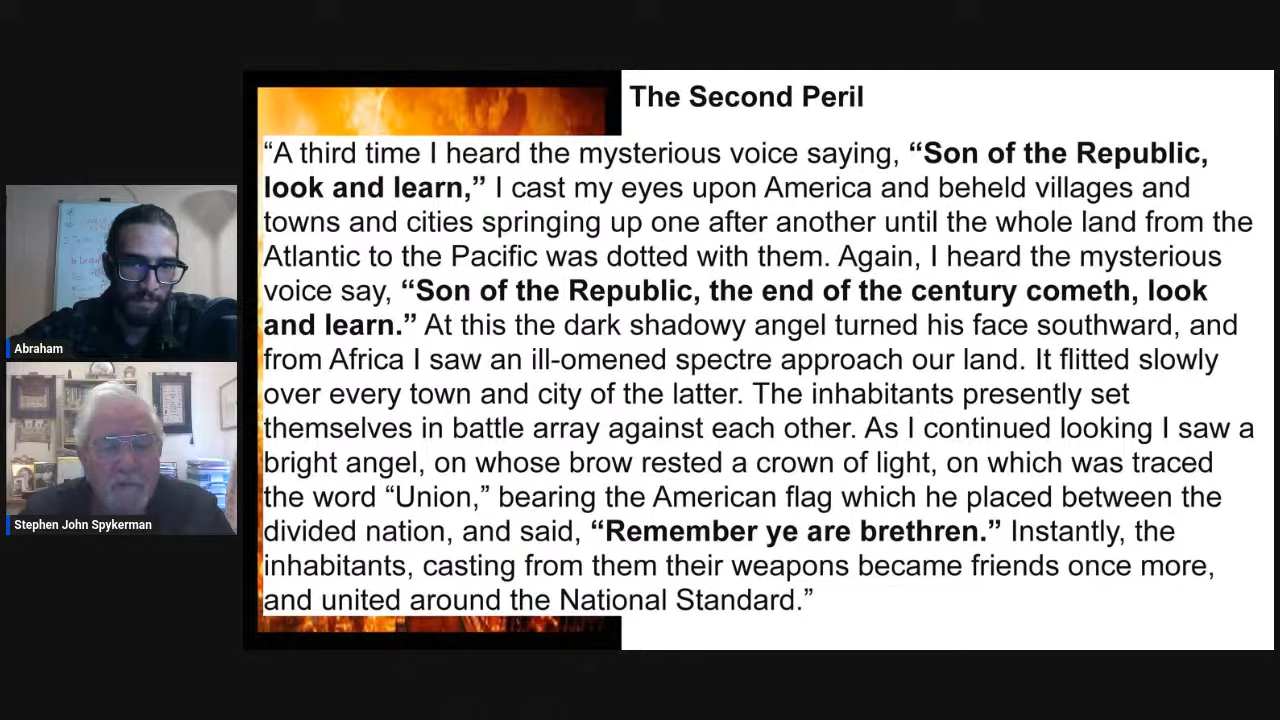 The Second Peril
“A third time I heard the mysterious voice saying, “Son of the Republic,
look and learn,” I cast my eyes upon America and beheld villages and
towns and cities springing up one after another until the whole land from the
Atlantic to the Pacific was dotted with them. Again, I heard the mysterious
voice say, “Son of the Republic, the end of the century cometh, look
and learn.” At this the dark shadowy angel turned his face southward, and
from Africa I saw an ill-omened spectre approach our land. It flitted slowly
over every town and city of the latter. The inhabitants presently set
themselves in battle array against each other. As I continued looking I saw a
bright angel, on whose brow rested a crown of light, on which was traced
the word “Union,” bearing the American flag which he placed between the
divided nation, and said, “Remember ye are brethren.” Instantly, the
inhabitants, casting from them their weapons became friends once more,
and united around the National Standard.”
Abraham
Stephen John Spykerman